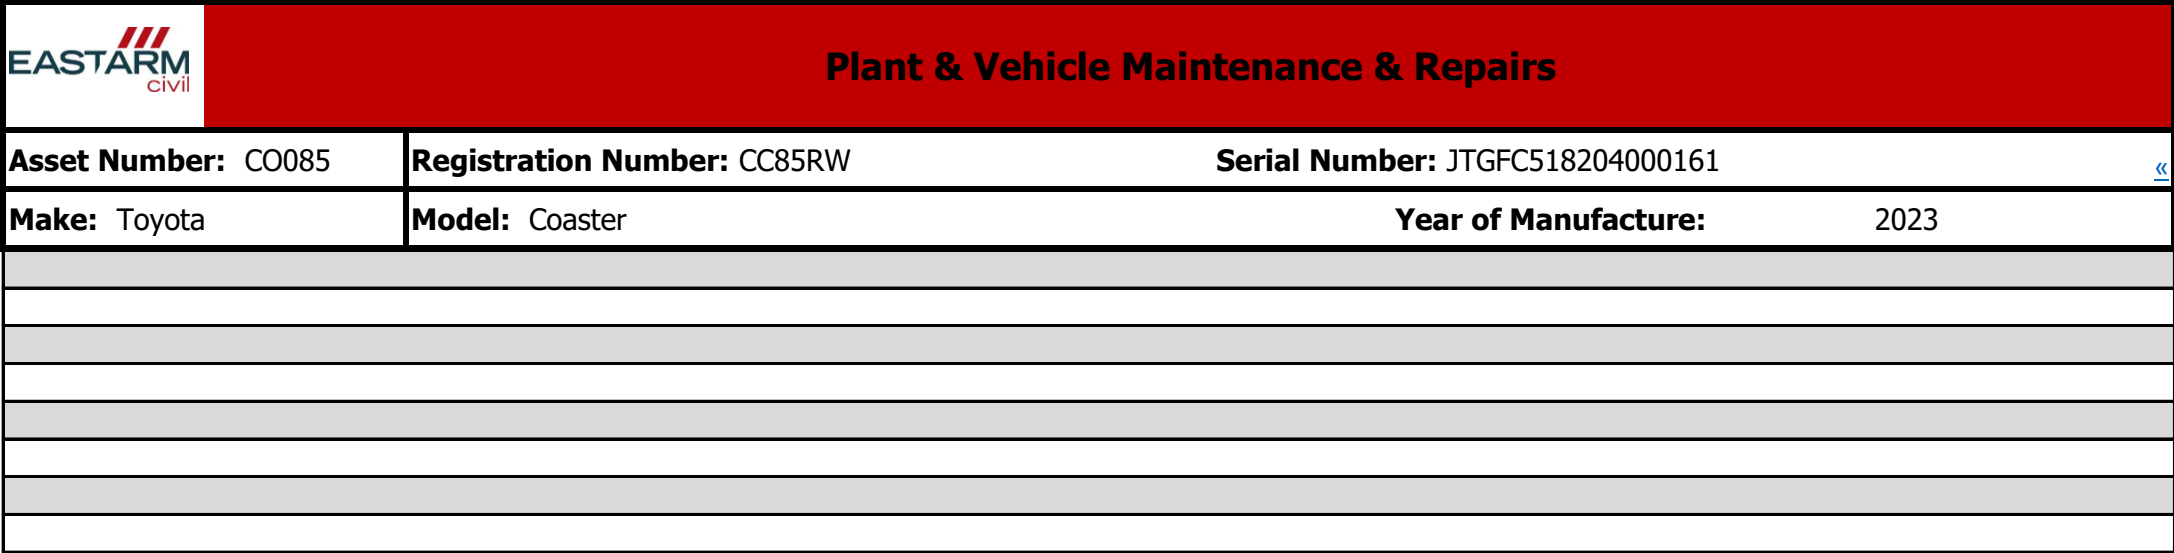 EASTARM
civil
Plant & Vehicle Maintenance & Repairs
Asset Number: CO085 Registration Number: CC85RW Serial Number: JTGFC518204000161 «
Make: Toyota Model: Coaster Year of Manufacture: 2023